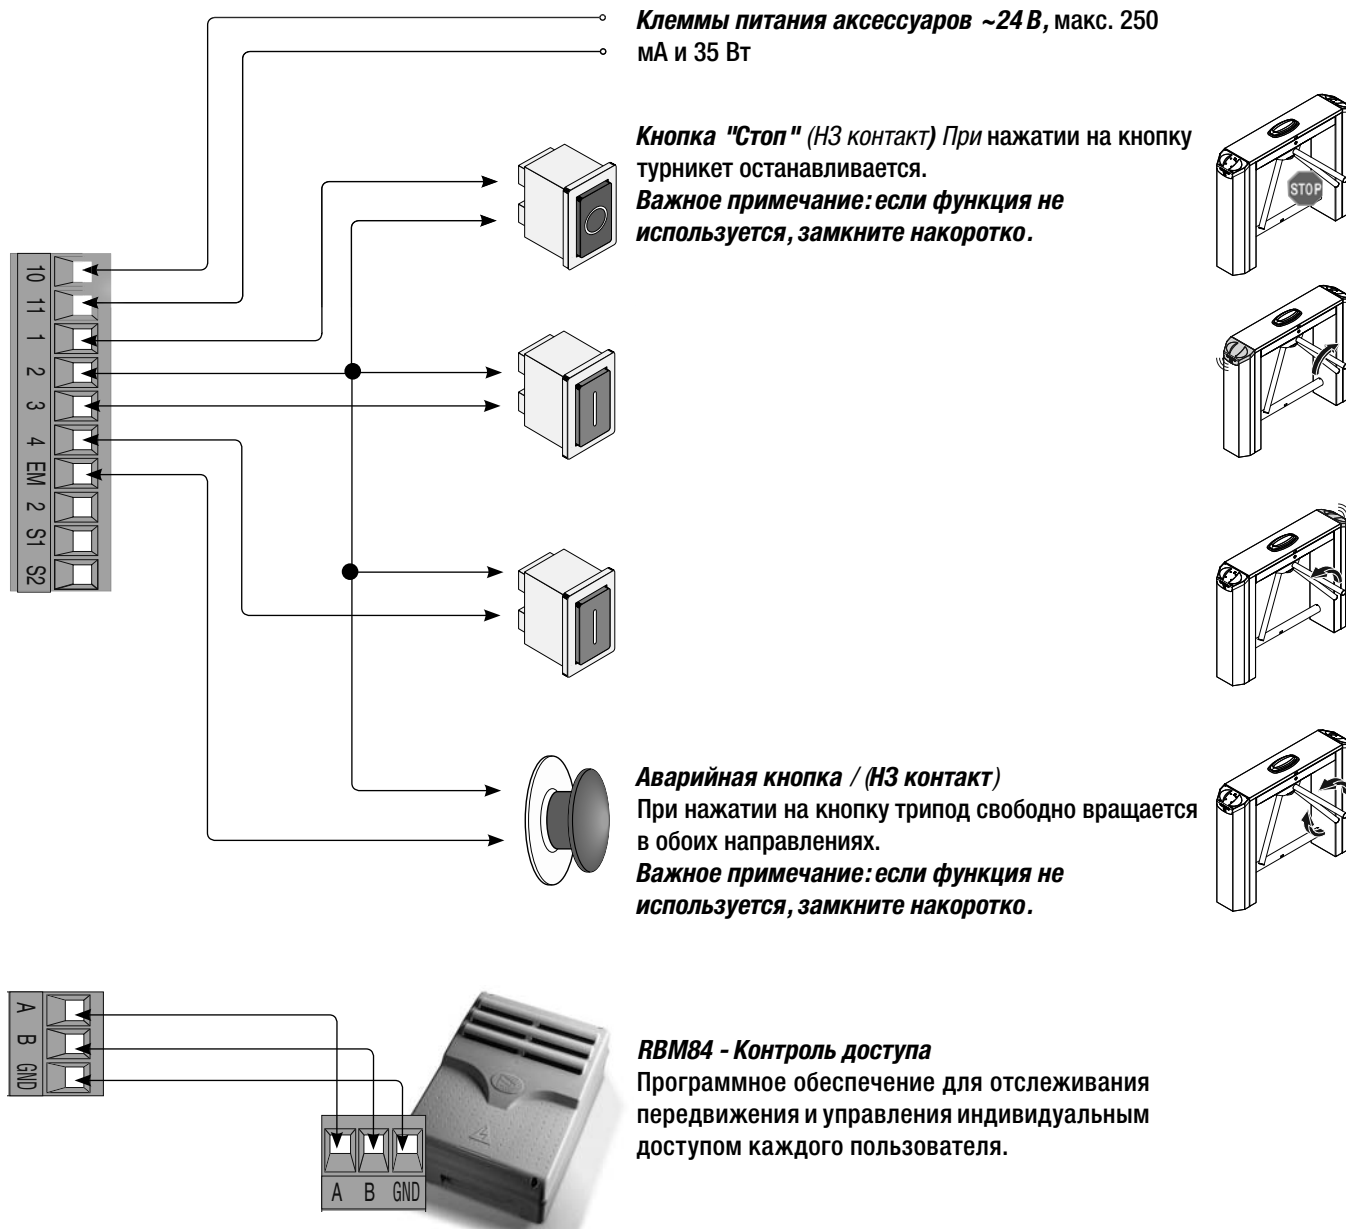 Клеммы питания аксессуаров ~24 В, макс. 250
мА и 35 Вт
Кнопка "Стоп" (НЗ контакт) При нажатии на кнопку
турникет останавливается.
Важное примечание: если функция не
используется, замкните накоротко.
STOP
10
11
1
2
3
4
EM
2
S1
S2
Аварийная кнопка / (НЗ контакт)
При нажатии на кнопку трипод свободно вращается
в обоих направлениях.
Важное примечание: если функция не
используется, замкните накоротко.
A
B
GND
A B GND
RBM84 - Контроль доступа
Программное обеспечение для отслеживания
передвижения и управления индивидуальным
доступом каждого пользователя.